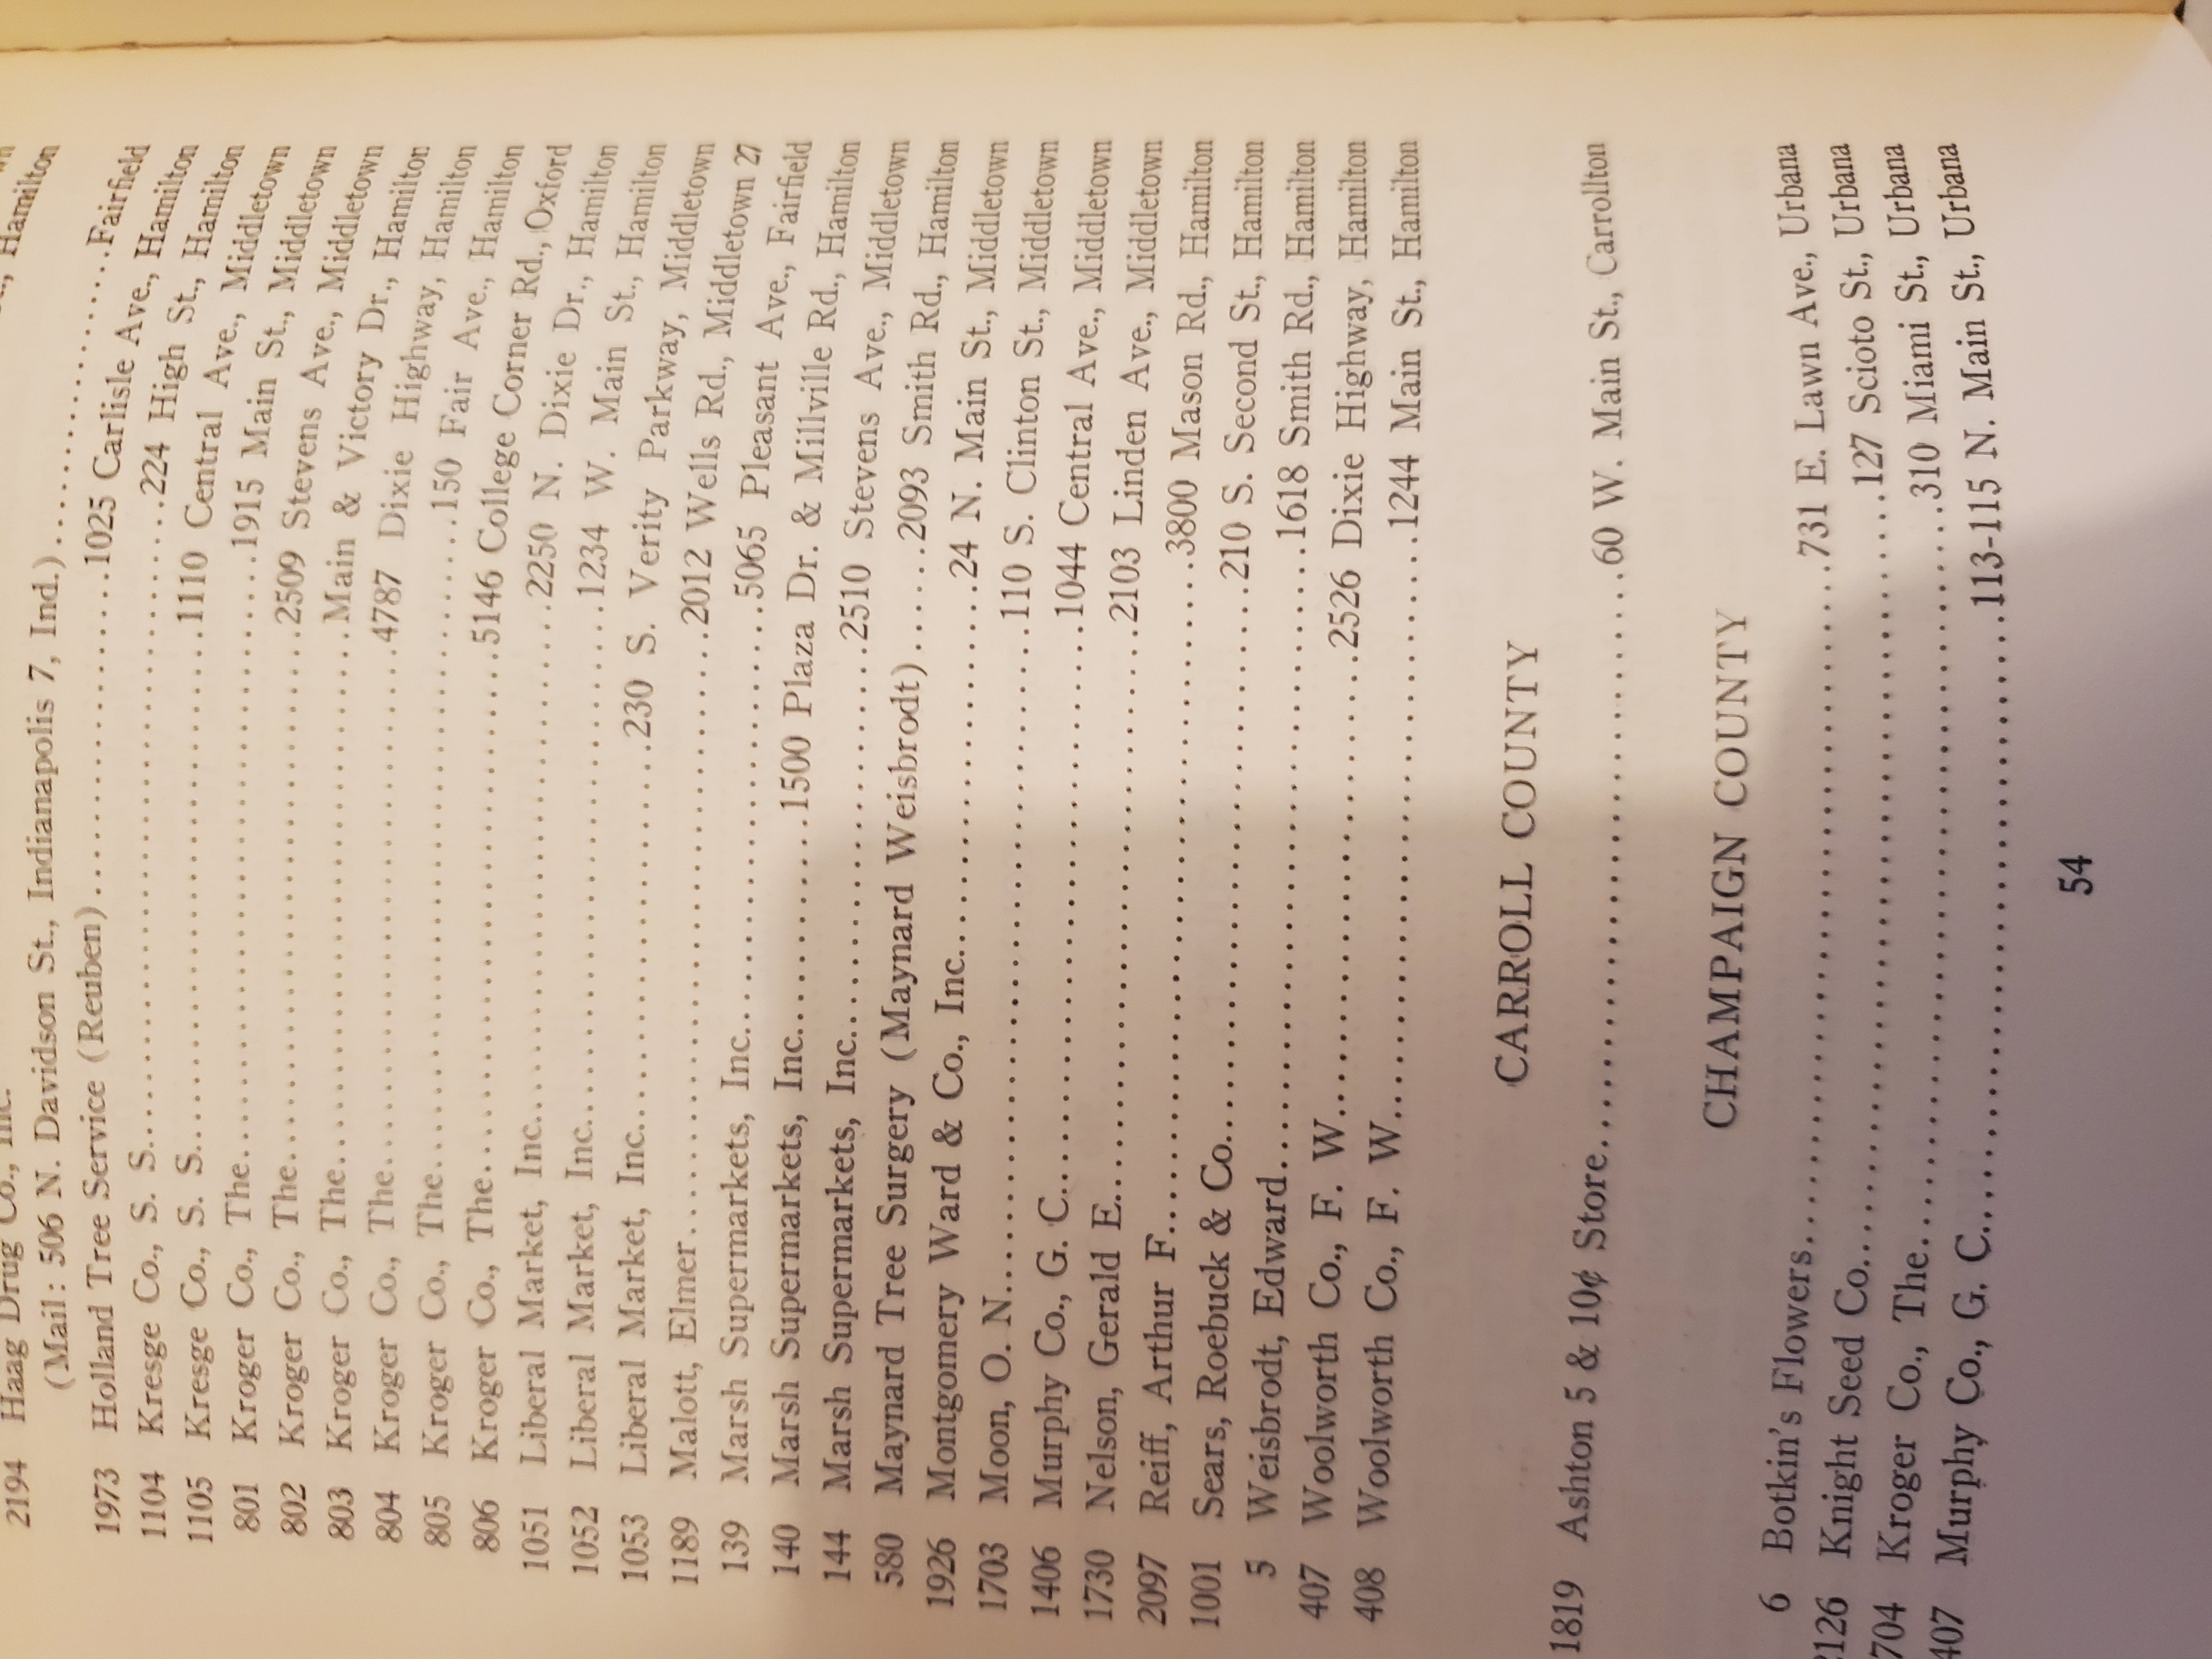 Hamilton
2194 Haag Drug Co., Inc.
(Mail: 506 N. Davidson St., Indianapolis 7, Ind.)....................Fairfield
1973 Holland Tree Service (Reuben)....................1025 Carlisle Ave., Hamilton
1104 Kresge Co., S. S....................224 High St., Hamilton
1105 Kresge Co., S. S....................1110 Central Ave., Middletown
801 Kroger Co., The....................1915 Main St., Middletown
802 Kroger Co., The....................2509 Stevens Ave., Middletown
803 Kroger Co., The....................Main & Victory Dr., Hamilton
804 Kroger Co., The....................4787 Dixie Highway, Hamilton
805 Kroger Co., The....................150 Fair Ave., Hamilton
806 Kroger Co., The....................5146 College Corner Rd., Oxford
1051 Liberal Market, Inc....................2250 N. Dixie Dr., Hamilton
1052 Liberal Market, Inc....................1234 W. Main St., Hamilton
1053 Liberal Market, Inc....................230 S. Verity Parkway, Middletown
1189 Malott, Elmer....................2012 Wells Rd., Middletown 27
139 Marsh Supermarkets, Inc....................5065 Pleasant Ave., Fairfield
140 Marsh Supermarkets, Inc....................1500 Plaza Dr. & Millville Rd., Hamilton
144 Marsh Supermarkets, Inc....................2510 Stevens Ave., Middletown
580 Maynard Tree Surgery (Maynard Weisbrodt)......2093 Smith Rd., Hamilton
1926 Montgomery Ward & Co., Inc....................24 N. Main St., Middletown
1703 Moon, O. N....................110 S. Clinton St., Middletown
1406 Murphy Co., G. C....................1044 Central Ave., Middletown
1730 Nelson, Gerald E....................2103 Linden Ave., Middletown
2097 Reiff, Arthur F....................3800 Mason Rd., Hamilton
1001 Sears, Roebuck & Co....................210 S. Second St., Hamilton
5 Weisbrodt, Edward....................1618 Smith Rd., Hamilton
407 Woolworth Co., F. W....................2526 Dixie Highway, Hamilton
408 Woolworth Co., F. W....................1244 Main St., Hamilton
CARROLL COUNTY
1819 Ashton 5 & 10¢ Store....................60 W. Main St., Carrollton
CHAMPAIGN COUNTY
6 Botkin's Flowers....................731 E. Lawn Ave., Urbana
2126 Knight Seed Co....................127 Scioto St., Urbana
704 Kroger Co., The....................310 Miami St., Urbana
407 Murphy Co., G. C....................113-115 N. Main St., Urbana
54